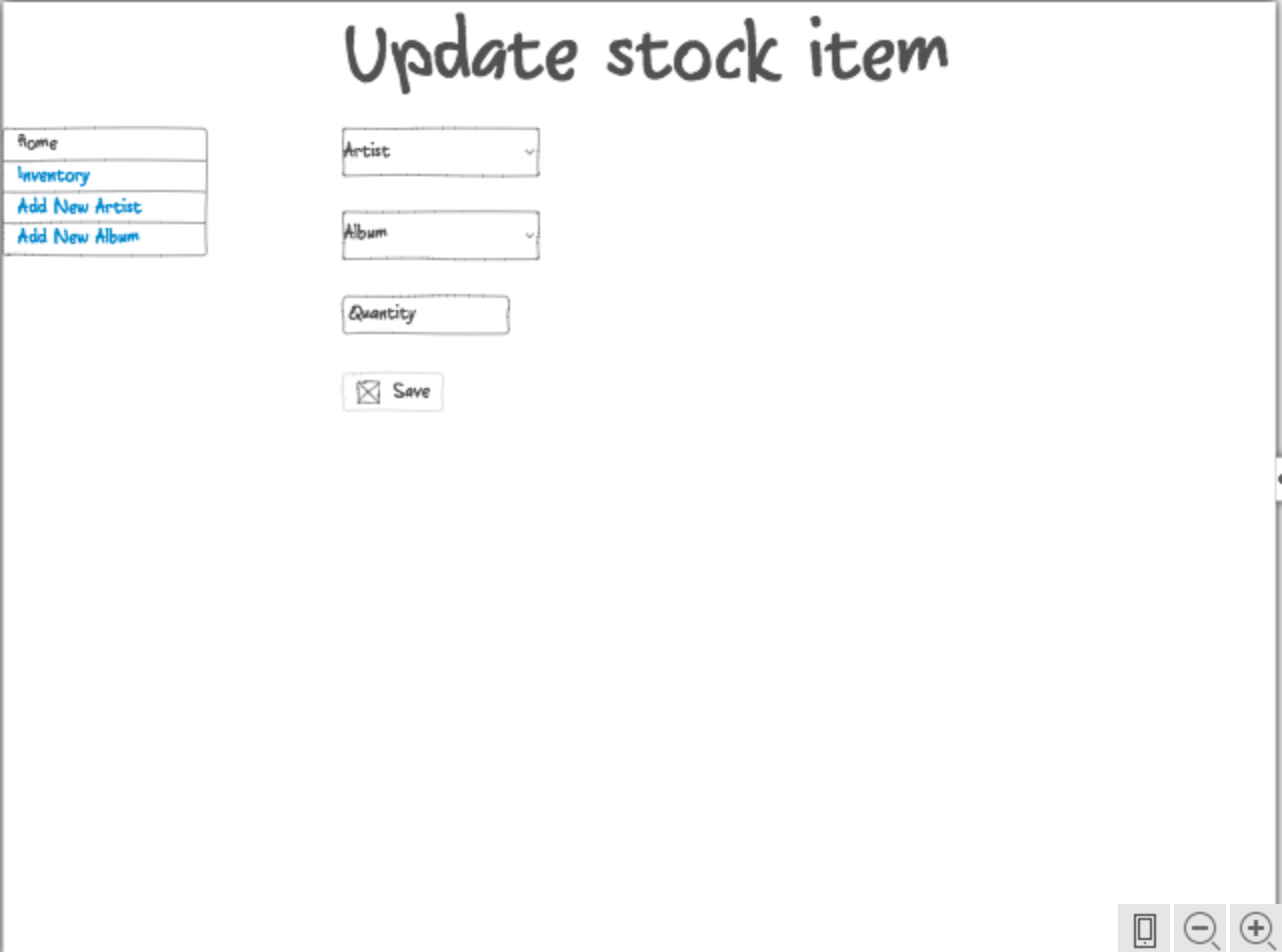 Update stock item
Home
Inventory
Add New Artist
Add New Album
Artist
Album
Quantity
Save